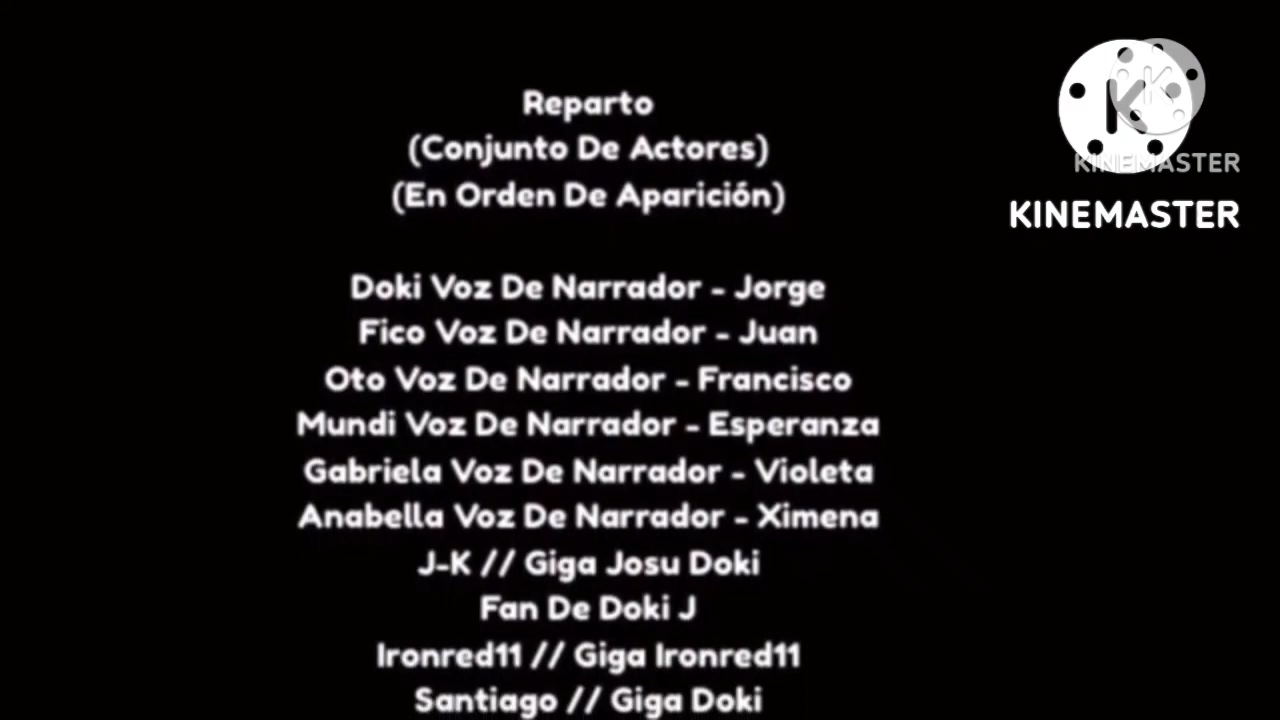 Reparto
(Conjunto De Actores)
(En Orden De Aparición)
Doki Voz De Narrador - Jorge
Fico Voz De Narrador - Juan
Oto Voz De Narrador - Francisco
Mundi Voz De Narrador - Esperanza
Gabriela Voz De Narrador - Violeta
Anabella Voz De Narrador - Ximena
J-K // Giga Josu Doki
Fan De Doki J
Ironred11 // Giga Ironred11
Santiago // Giga Doki
K
K
KINEMASTER
KINEMASTER